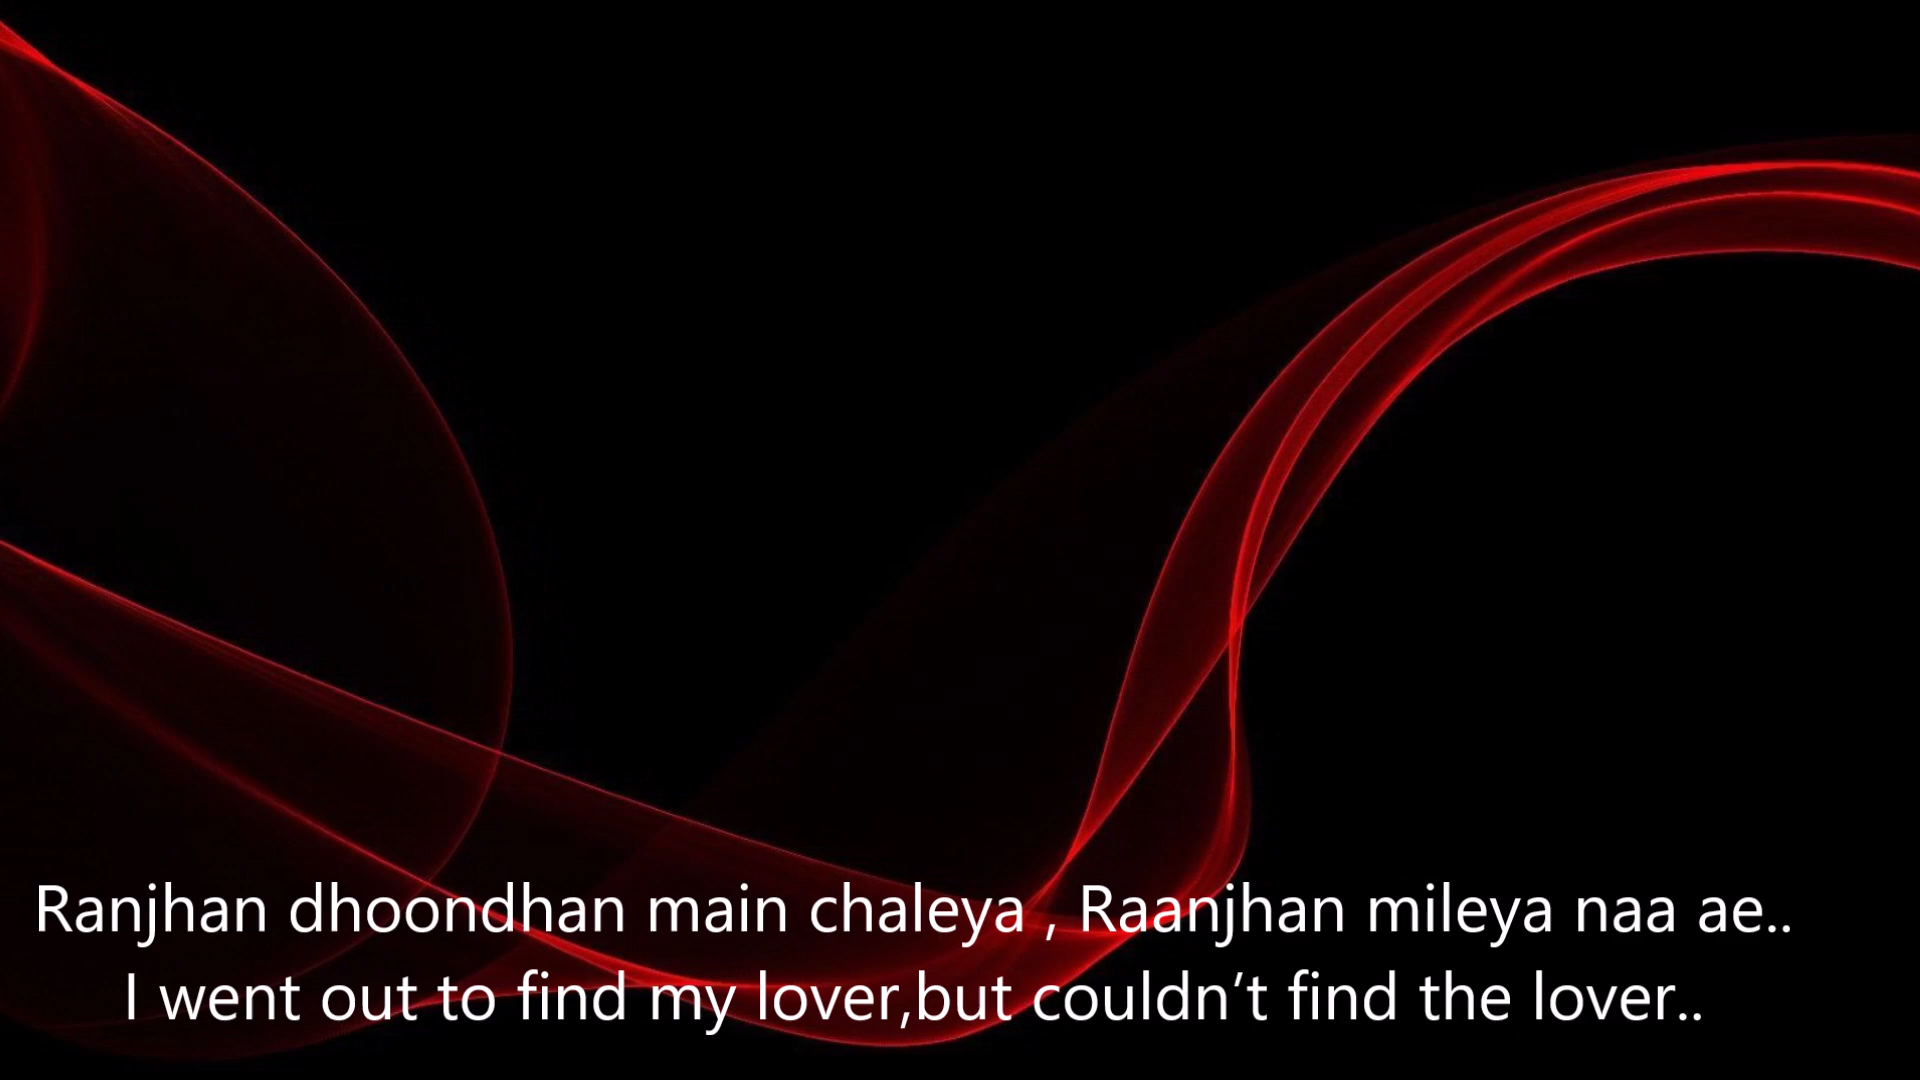 Ranjhan dhoondhan main chaleya , Raanjhan mileya naa ae..
I went out to find my lover,but couldn’t find the lover..